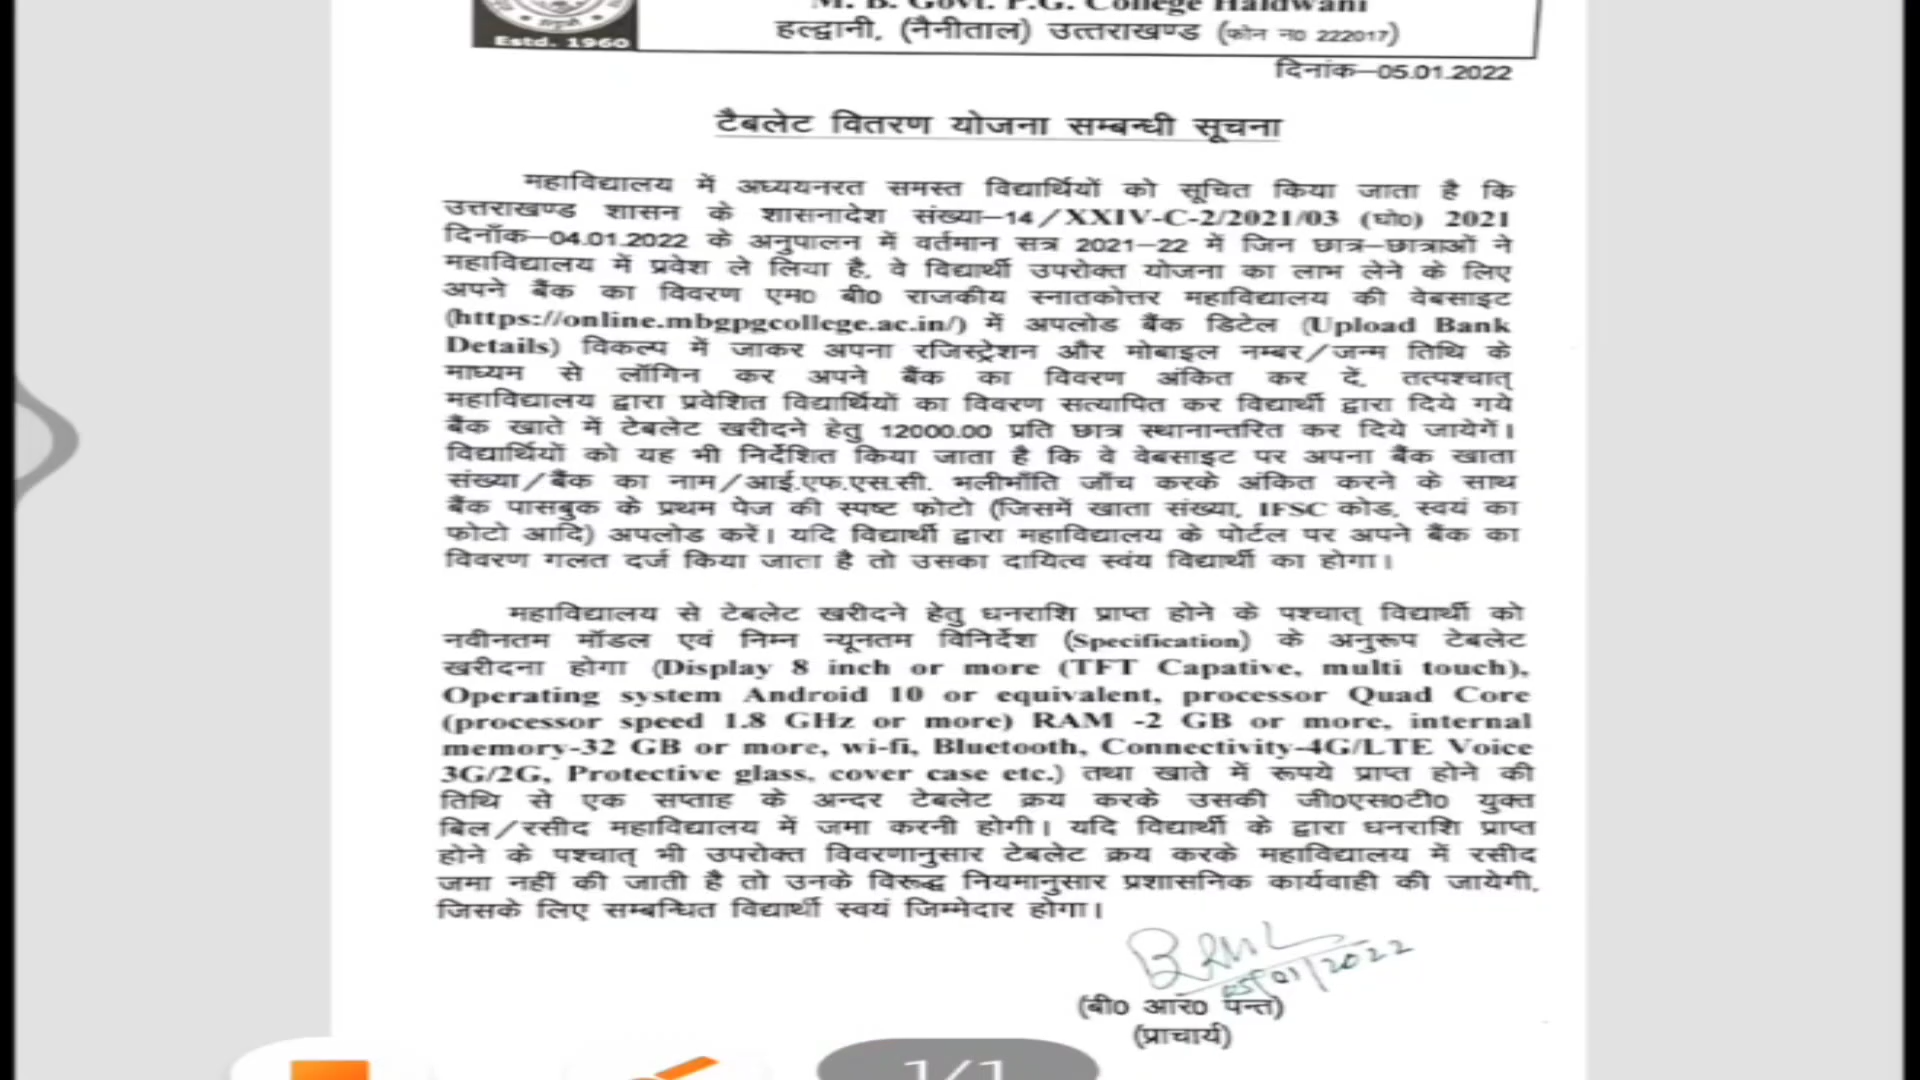 M. B. Govt. P.G. College Haldwani
हल्द्वानी, (नैनीताल) उत्तराखण्ड (फोन न0 222017)
Estd. 1960
दिनांक–05.01.2022
टैबलेट वितरण योजना सम्बन्धी सूचना
महाविद्यालय में अध्ययनरत समस्त विद्यार्थियों को सूचित किया जाता है कि
उत्तराखण्ड शासन के शासनादेश संख्या–14/XXIV-C-2/2021/03 (घो0) 2021
दिनाँक–04.01.2022 के अनुपालन में वर्तमान सत्र 2021–22 में जिन छात्र–छात्राओं ने
महाविद्यालय में प्रवेश ले लिया है, वे विद्यार्थी उपरोक्त योजना का लाभ लेने के लिए
अपने बैंक का विवरण एम0 बी0 राजकीय स्नातकोत्तर महाविद्यालय की वेबसाइट
(https://online.mbgpgcollege.ac.in/) में अपलोड बैंक डिटेल (Upload Bank
Details) विकल्प में जाकर अपना रजिस्ट्रेशन और मोबाइल नम्बर/जन्म तिथि के
माध्यम से लॉगिन कर अपने बैंक का विवरण अंकित कर दें, तत्पश्चात्
महाविद्यालय द्वारा प्रवेशित विद्यार्थियों का विवरण सत्यापित कर विद्यार्थी द्वारा दिये गये
बैंक खाते में टेबलेट खरीदने हेतु 12000.00 प्रति छात्र स्थानान्तरित कर दिये जायेगें।
विद्यार्थियों को यह भी निर्देशित किया जाता है कि वे वेबसाइट पर अपना बैंक खाता
संख्या/बैंक का नाम/आई.एफ.एस.सी. भलीभाँति जाँच करके अंकित करने के साथ
बैंक पासबुक के प्रथम पेज की स्पष्ट फोटो (जिसमें खाता संख्या, IFSC कोड, स्वयं का
फोटो आदि) अपलोड करें। यदि विद्यार्थी द्वारा महाविद्यालय के पोर्टल पर अपने बैंक का
विवरण गलत दर्ज किया जाता है तो उसका दायित्व स्वंय विद्यार्थी का होगा।
महाविद्यालय से टेबलेट खरीदने हेतु धनराशि प्राप्त होने के पश्चात् विद्यार्थी को
नवीनतम मॉडल एवं निम्न न्यूनतम विनिर्देश (Specification) के अनुरूप टेबलेट
खरीदना होगा (Display 8 inch or more (TFT Capative, multi touch),
Operating system Android 10 or equivalent, processor Quad Core
(processor speed 1.8 GHz or more) RAM -2 GB or more, internal
memory-32 GB or more, wi-fi, Bluetooth, Connectivity-4G/LTE Voice
3G/2G, Protective glass, cover case etc.) तथा खाते में रूपये प्राप्त होने की
तिथि से एक सप्ताह के अन्दर टेबलेट क्रय करके उसकी जी0एस0टी0 युक्त
बिल/रसीद महाविद्यालय में जमा करनी होगी। यदि विद्यार्थी के द्वारा धनराशि प्राप्त
होने के पश्चात् भी उपरोक्त विवरणानुसार टेबलेट क्रय करके महाविद्यालय में रसीद
जमा नहीं की जाती है तो उनके विरूद्ध नियमानुसार प्रशासनिक कार्यवाही की जायेगी,
जिसके लिए सम्बन्धित विद्यार्थी स्वयं जिम्मेदार होगा।
05/01/2022
(बी0 आर0 पन्त)
(प्राचार्य)
1/1